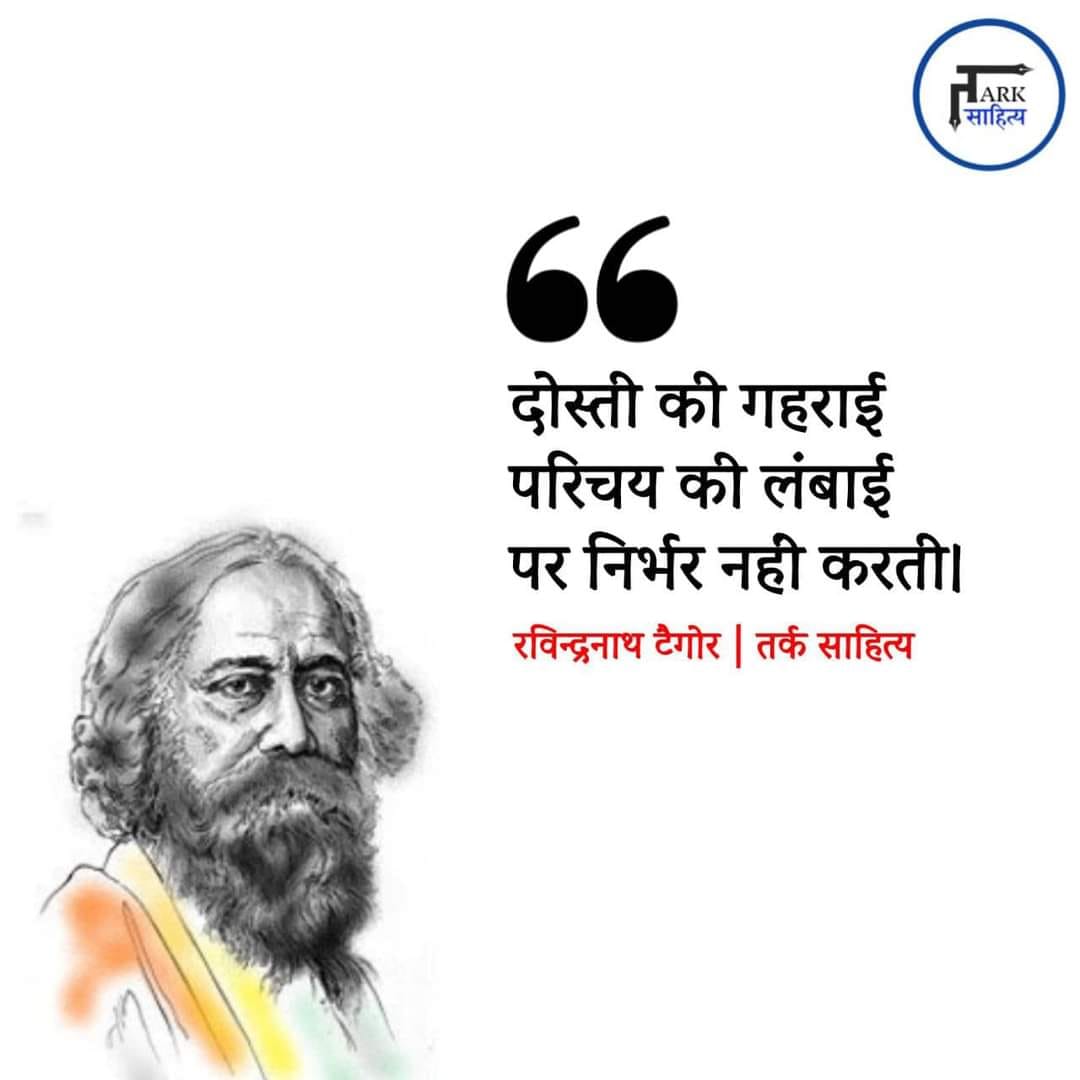 TARK
साहित्य
दोस्ती की गहराई
परिचय की लंबाई
पर निर्भर नहीं करती।
रविन्द्रनाथ टैगोर | तर्क साहित्य